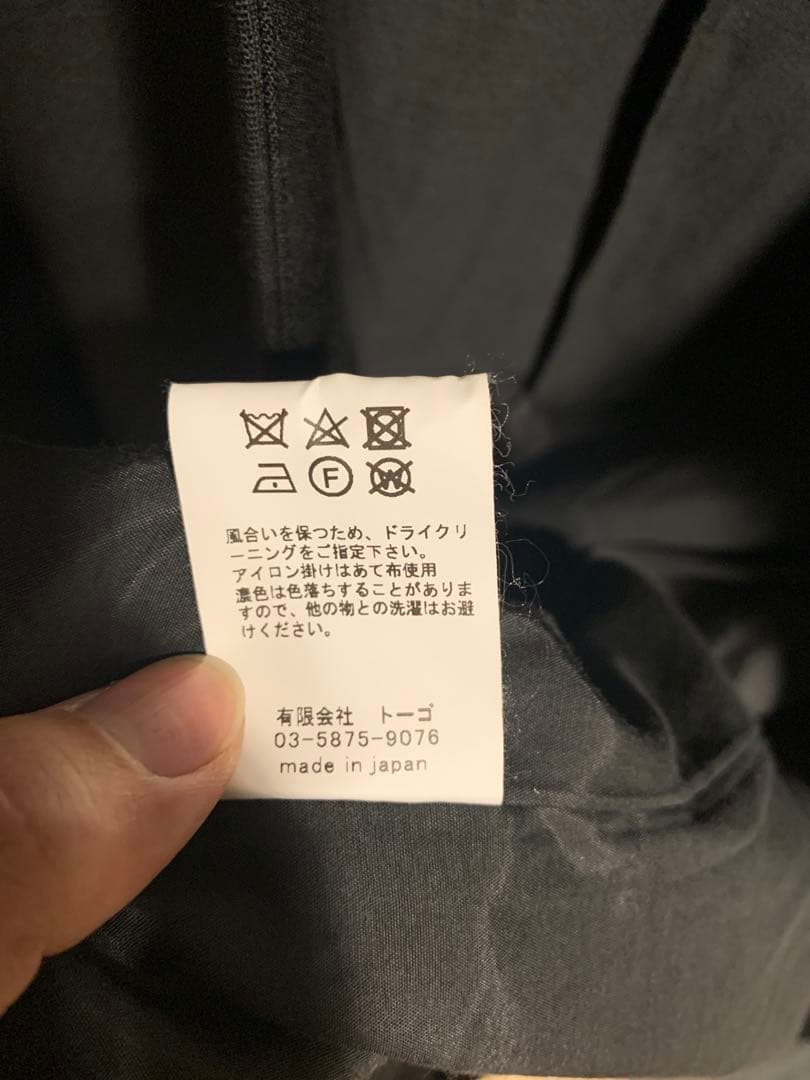 F W
風合いを保つため、ドライクリ
ーニングをご指定下さい。
アイロン掛けはあて布使用
濃色は色落ちすることがありま
すので、他の物との洗濯はお避
けください。
有限会社 トーゴ
03-5875-9076
made in japan